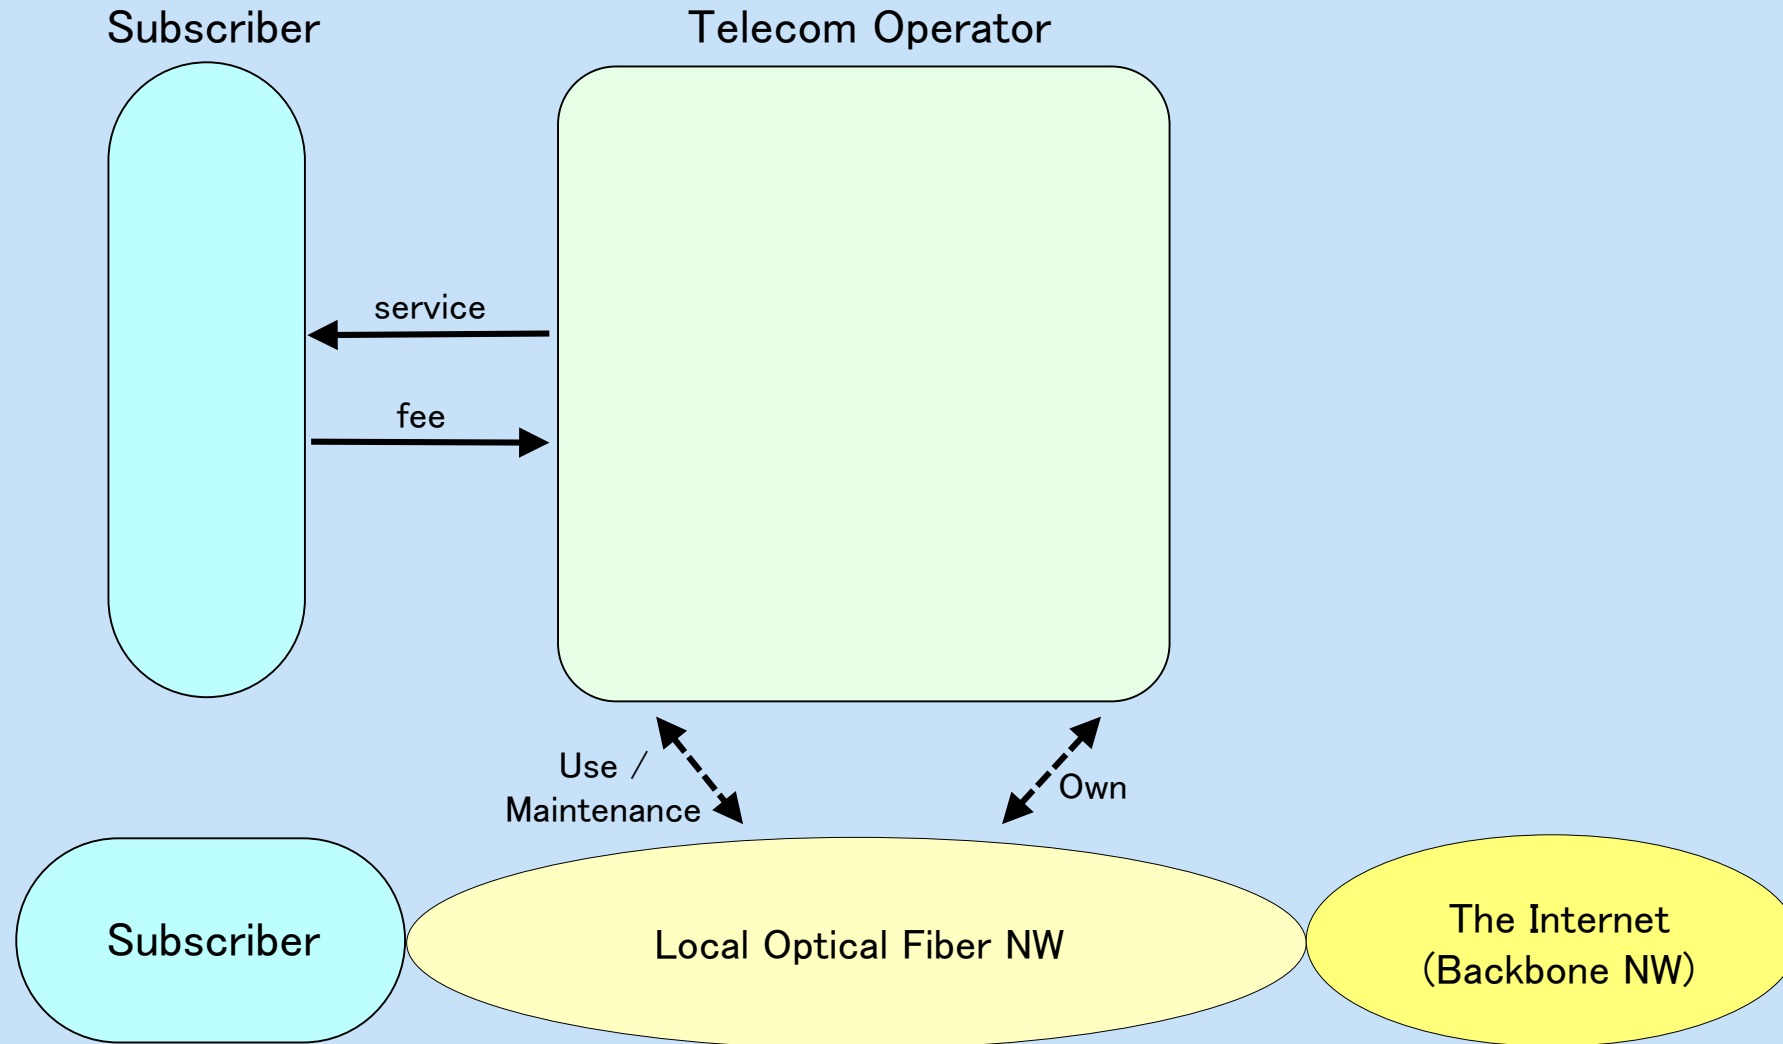 Subscriber
Telecom Operator
service
fee
Use /
Maintenance
Own
Subscriber
Local Optical Fiber NW
The Internet
(Backbone NW)